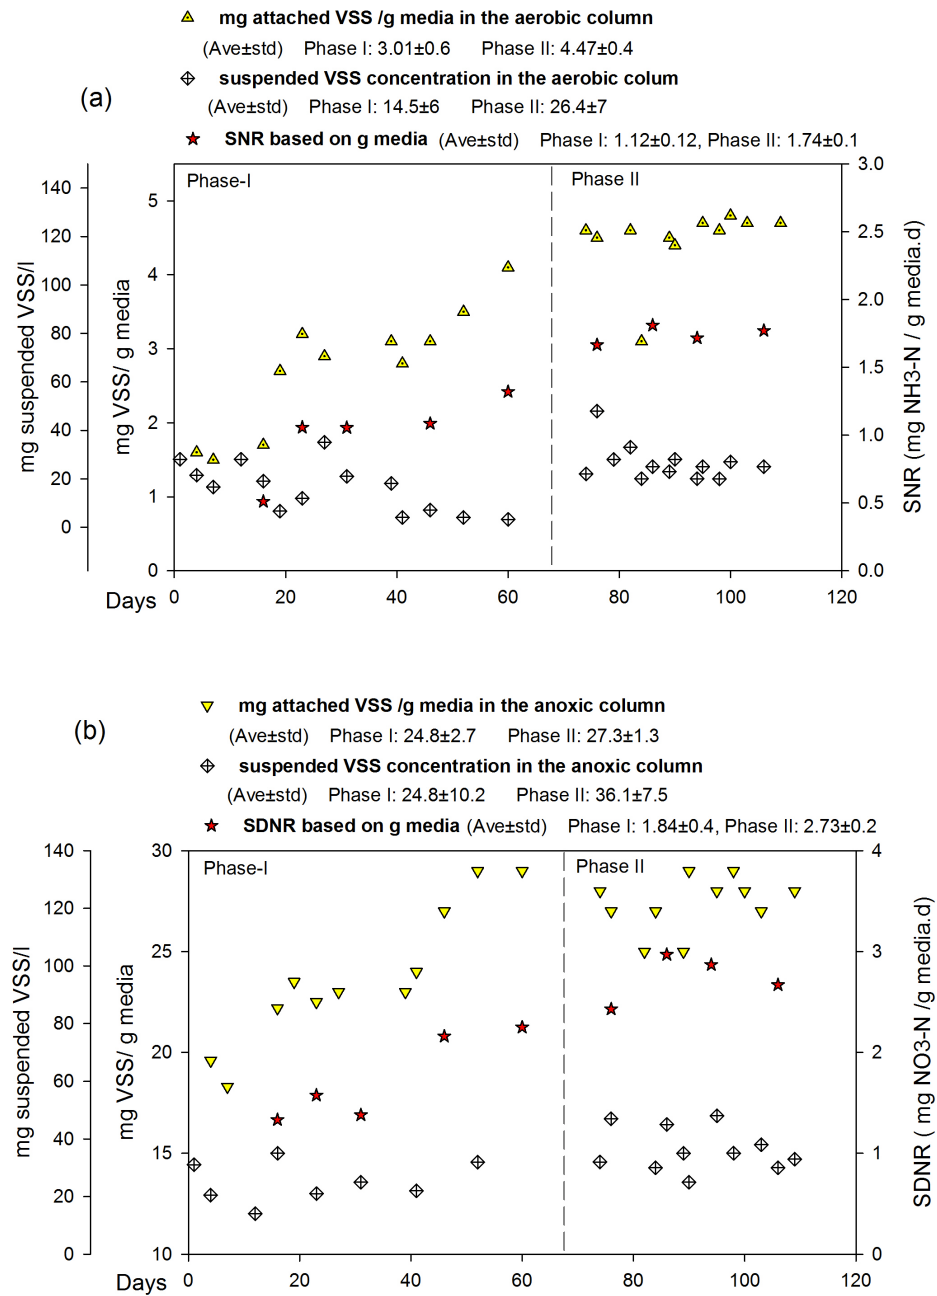 mg attached VSS /g media in the aerobic column
(Ave±std) Phase I: 3.01±0.6 Phase II: 4.47±0.4
suspended VSS concentration in the aerobic colum
(a)
(Ave±std) Phase I: 14.5±6 Phase II: 26.4±7
SNR based on g media (Ave±std) Phase I: 1.12±0.12, Phase II: 1.74±0.1
Phase-I
Phase II
mg suspended VSS/l
140
120
100
80
60
40
20
0
mg VSS/ g media
5
4
3
2
1
0
3.0
2.5
2.0
1.5
1.0
0.5
0.0
SNR (mg NH3-N / g media.d)
Days 0 20 40 60 80 100 120
mg attached VSS /g media in the anoxic column
(b)
(Ave±std) Phase I: 24.8±2.7 Phase II: 27.3±1.3
suspended VSS concentration in the anoxic column
(Ave±std) Phase I: 24.8±10.2 Phase II: 36.1±7.5
SDNR based on g media (Ave±std) Phase I: 1.84±0.4, Phase II: 2.73±0.2
Phase-I
Phase II
mg suspended VSS/l
140
120
100
80
60
40
20
0
mg VSS/ g media
30
25
20
15
10
4
3
2
1
0
SDNR ( mg NO3-N /g media.d)
Days 0 20 40 60 80 100 120